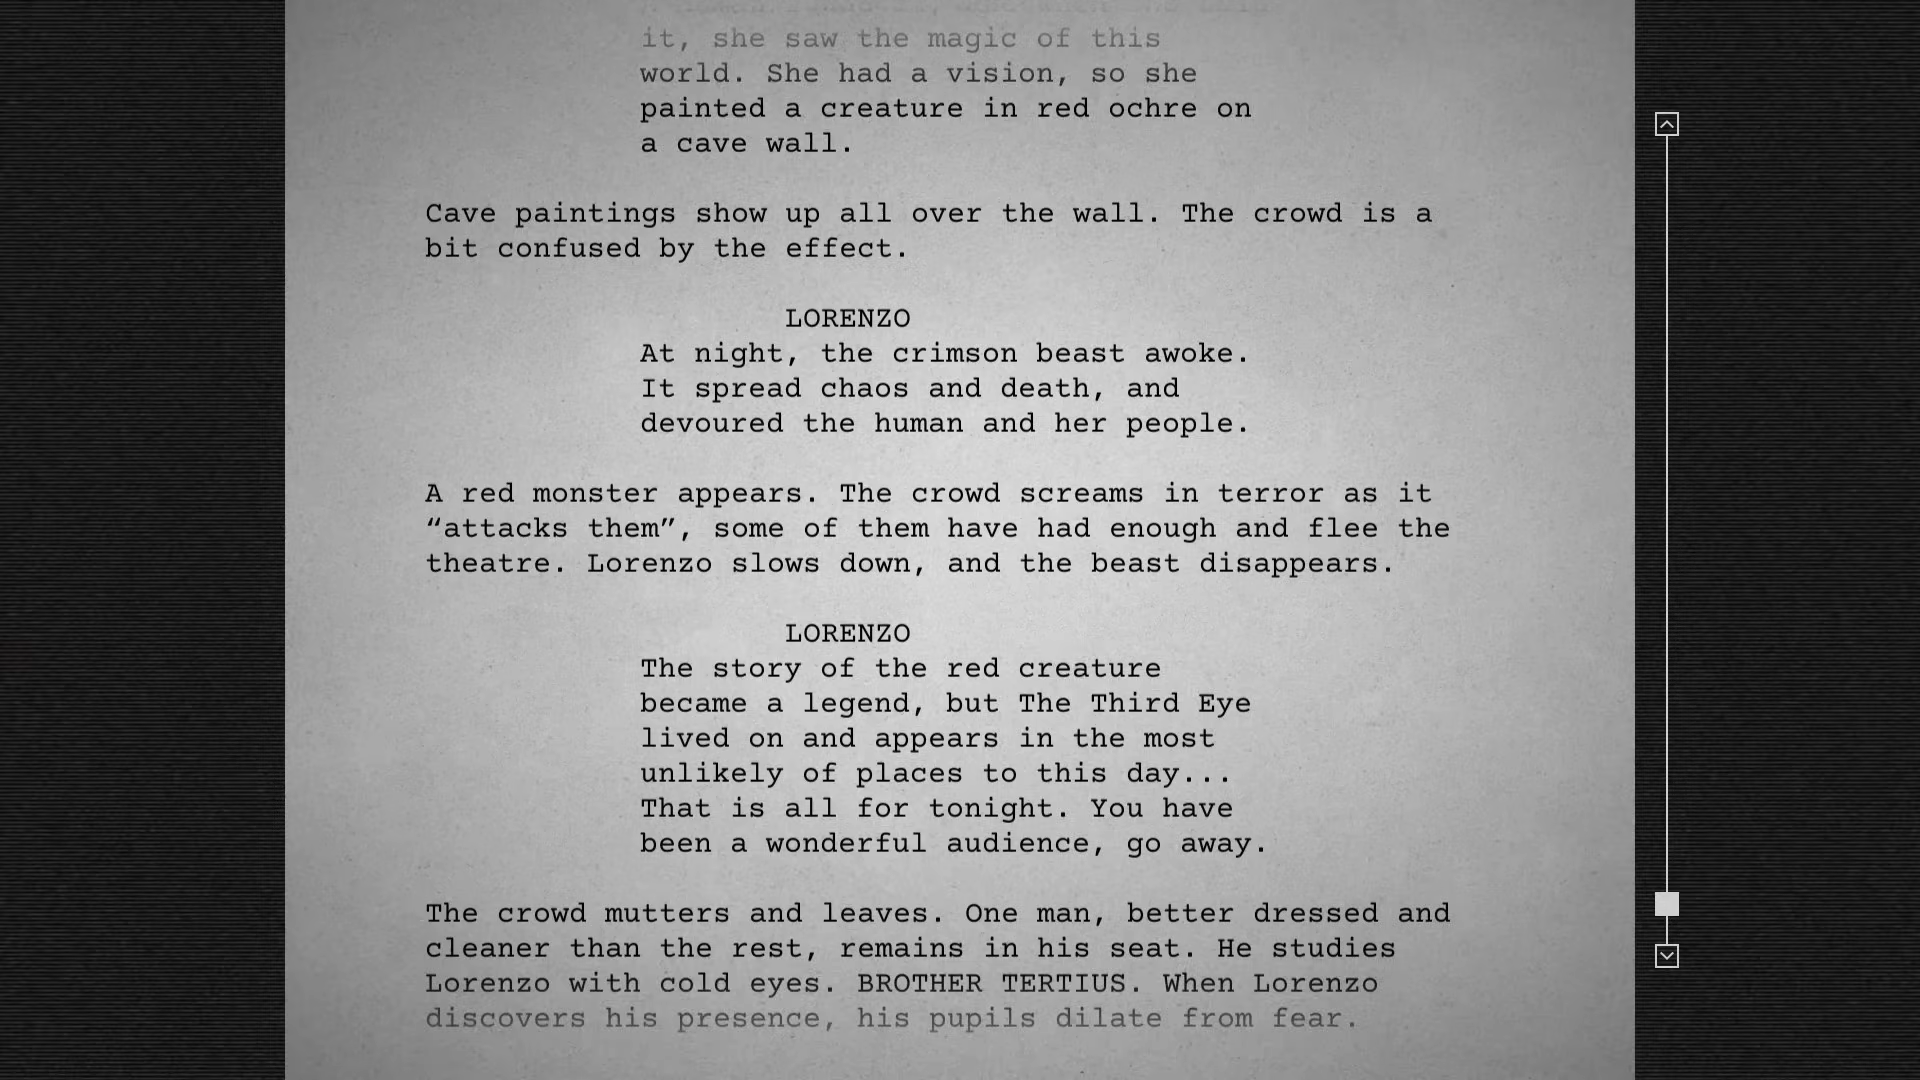 it, she saw the magic of this
world. She had a vision, so she
painted a creature in red ochre on
a cave wall.
Cave paintings show up all over the wall. The crowd is a
bit confused by the effect.
LORENZO
At night, the crimson beast awoke.
It spread chaos and death, and
devoured the human and her people.
A red monster appears. The crowd screams in terror as it
“attacks them”, some of them have had enough and flee the
theatre. Lorenzo slows down, and the beast disappears.
LORENZO
The story of the red creature
became a legend, but The Third Eye
lived on and appears in the most
unlikely of places to this day...
That is all for tonight. You have
been a wonderful audience, go away.
The crowd mutters and leaves. One man, better dressed and
cleaner than the rest, remains in his seat. He studies
Lorenzo with cold eyes. BROTHER TERTIUS. When Lorenzo
discovers his presence, his pupils dilate from fear.